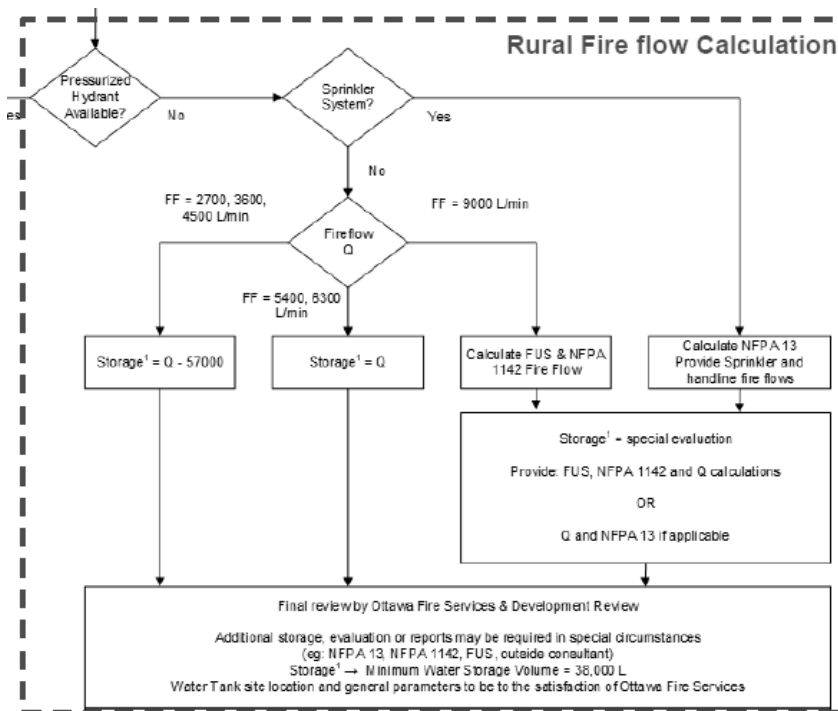 Rural Fire flow Calculation
Pressurized
Hydrant
Available?
es
No
Sprinkler
System?
Yes
No
FF = 2700, 3600,
4500 L/min
FF = 9000 L/min
Fireflow
Q
FF = 5400, 6300
L/min
Storage¹ = Q - 57000
Storage¹ = Q
Calculate FUS & NFPA
1142 Fire Flow
Calculate NFPA 13
Provide Sprinkler and
handline fire flows
Storage¹ = special evaluation
Provide: FUS, NFPA 1142 and Q calculations
OR
Q and NFPA 13 if applicable
Final review by Ottawa Fire Services & Development Review
Additional storage, evaluation or reports may be required in special circumstances
(eg: NFPA 13, NFPA 1142, FUS, outside consultant)
Storage¹ → Minimum Water Storage Volume = 38,000 L
Water Tank site location and general parameters to be to the satisfaction of Ottawa Fire Services